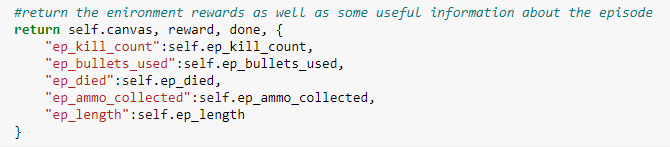 #return the enironment rewards as well as some useful information about the episode
return self.canvas, reward, done, {
"ep_kill_count":self.ep_kill_count,
"ep_bullets_used":self.ep_bullets_used,
"ep_died":self.ep_died,
"ep_ammo_collected":self.ep_ammo_collected,
"ep_length":self.ep_length
}